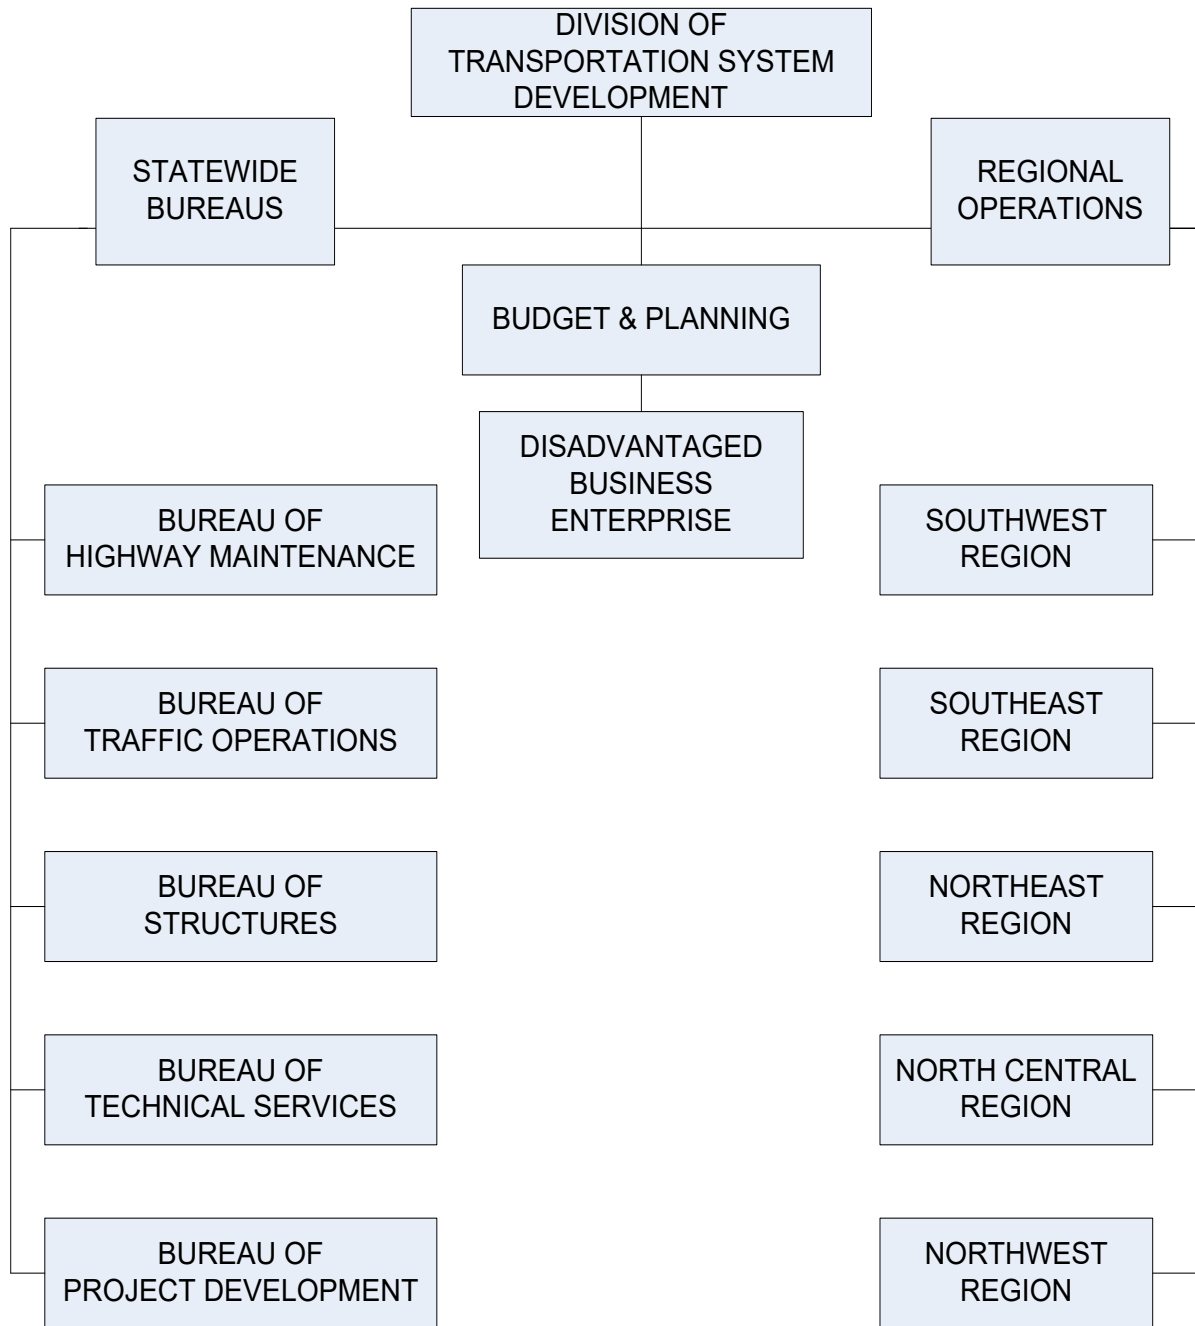 DIVISION OF
TRANSPORTATION SYSTEM
DEVELOPMENT
STATEWIDE
BUREAUS
REGIONAL
OPERATIONS
BUDGET & PLANNING
DISADVANTAGED
BUSINESS
ENTERPRISE
BUREAU OF
HIGHWAY MAINTENANCE
SOUTHWEST
REGION
BUREAU OF
TRAFFIC OPERATIONS
SOUTHEAST
REGION
BUREAU OF
STRUCTURES
NORTHEAST
REGION
BUREAU OF
TECHNICAL SERVICES
NORTH CENTRAL
REGION
BUREAU OF
PROJECT DEVELOPMENT
NORTHWEST
REGION